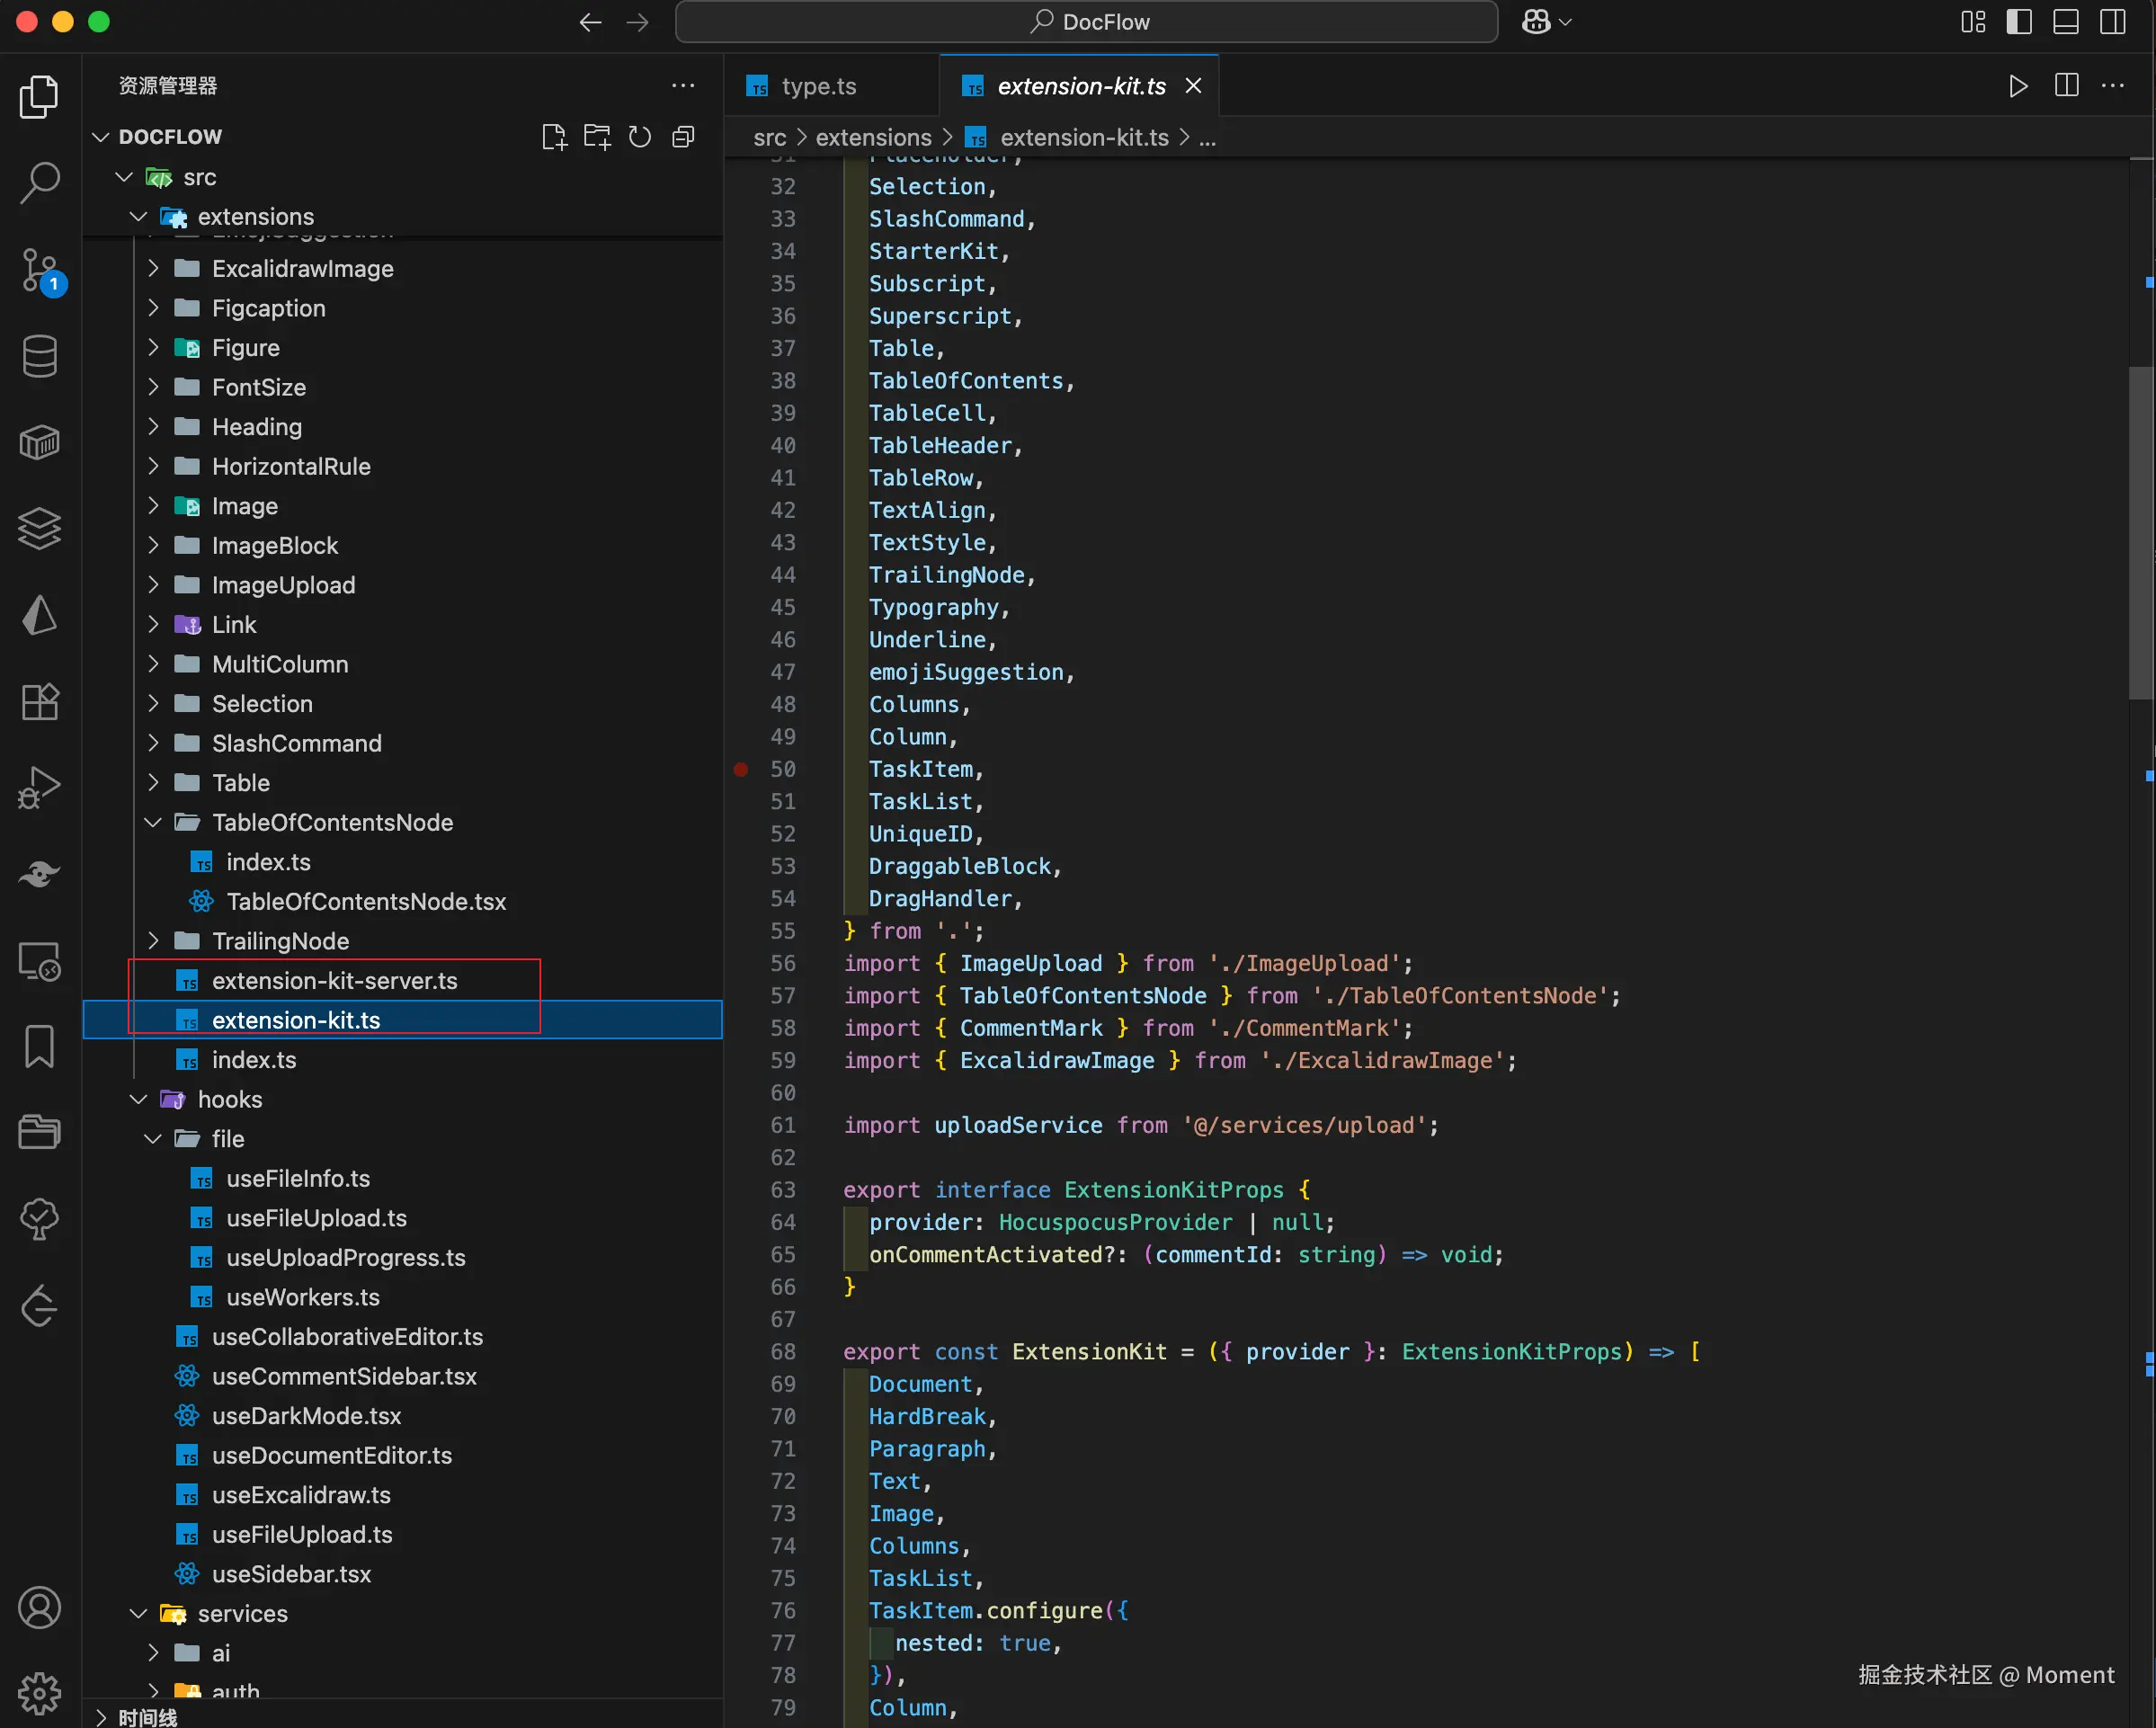 DocFlow
资源管理器
DOCFLOW
src
extensions
EmojiSuggestion
ExcalidrawImage
Figcaption
Figure
FontSize
Heading
HorizontalRule
Image
ImageBlock
ImageUpload
Link
MultiColumn
Selection
SlashCommand
Table
TableOfContentsNode
index.ts
TableOfContentsNode.tsx
TrailingNode
extension-kit-server.ts
extension-kit.ts
index.ts
hooks
file
useFileInfo.ts
useFileUpload.ts
useUploadProgress.ts
useWorkers.ts
useCollaborativeEditor.ts
useCommentSidebar.tsx
useDarkMode.tsx
useDocumentEditor.ts
useExcalidraw.ts
useFileUpload.ts
useSidebar.tsx
services
ai
auth
时间线
1
type.ts
extension-kit.ts
src > extensions > extension-kit.ts > ...
31 Placeholder,
32 Selection,
33 SlashCommand,
34 StarterKit,
35 Subscript,
36 Superscript,
37 Table,
38 TableOfContents,
39 TableCell,
40 TableHeader,
41 TableRow,
42 TextAlign,
43 TextStyle,
44 TrailingNode,
45 Typography,
46 Underline,
47 emojiSuggestion,
48 Columns,
49 Column,
50 TaskItem,
51 TaskList,
52 UniqueID,
53 DraggableBlock,
54 DragHandler,
55 } from '.';
56 import { ImageUpload } from './ImageUpload';
57 import { TableOfContentsNode } from './TableOfContentsNode';
58 import { CommentMark } from './CommentMark';
59 import { ExcalidrawImage } from './ExcalidrawImage';
60
61 import uploadService from '@/services/upload';
62
63 export interface ExtensionKitProps {
64 provider: HocuspocusProvider | null;
65 onCommentActivated?: (commentId: string) => void;
66 }
67
68 export const ExtensionKit = ({ provider }: ExtensionKitProps) => [
69 Document,
70 HardBreak,
71 Paragraph,
72 Text,
73 Image,
74 Columns,
75 TaskList,
76 TaskItem.configure({
77 nested: true,
78 }),
79 Column,
掘金技术社区 @ Moment